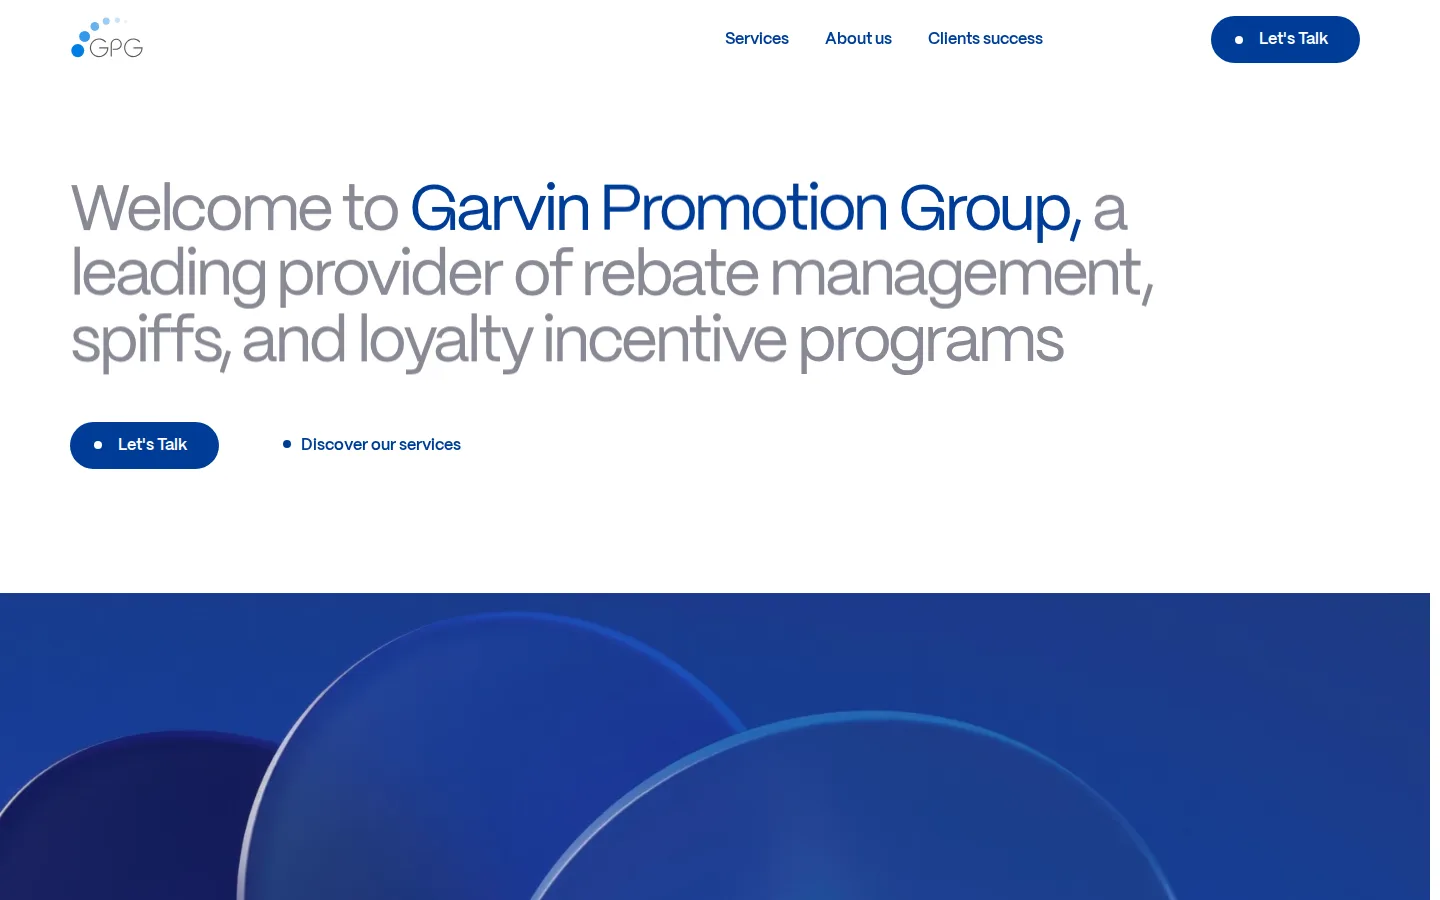 GPG
Services
About us
Clients success
Let's Talk
Welcome to Garvin Promotion Group, a
leading provider of rebate management,
spiffs, and loyalty incentive programs
Let's Talk
Discover our services